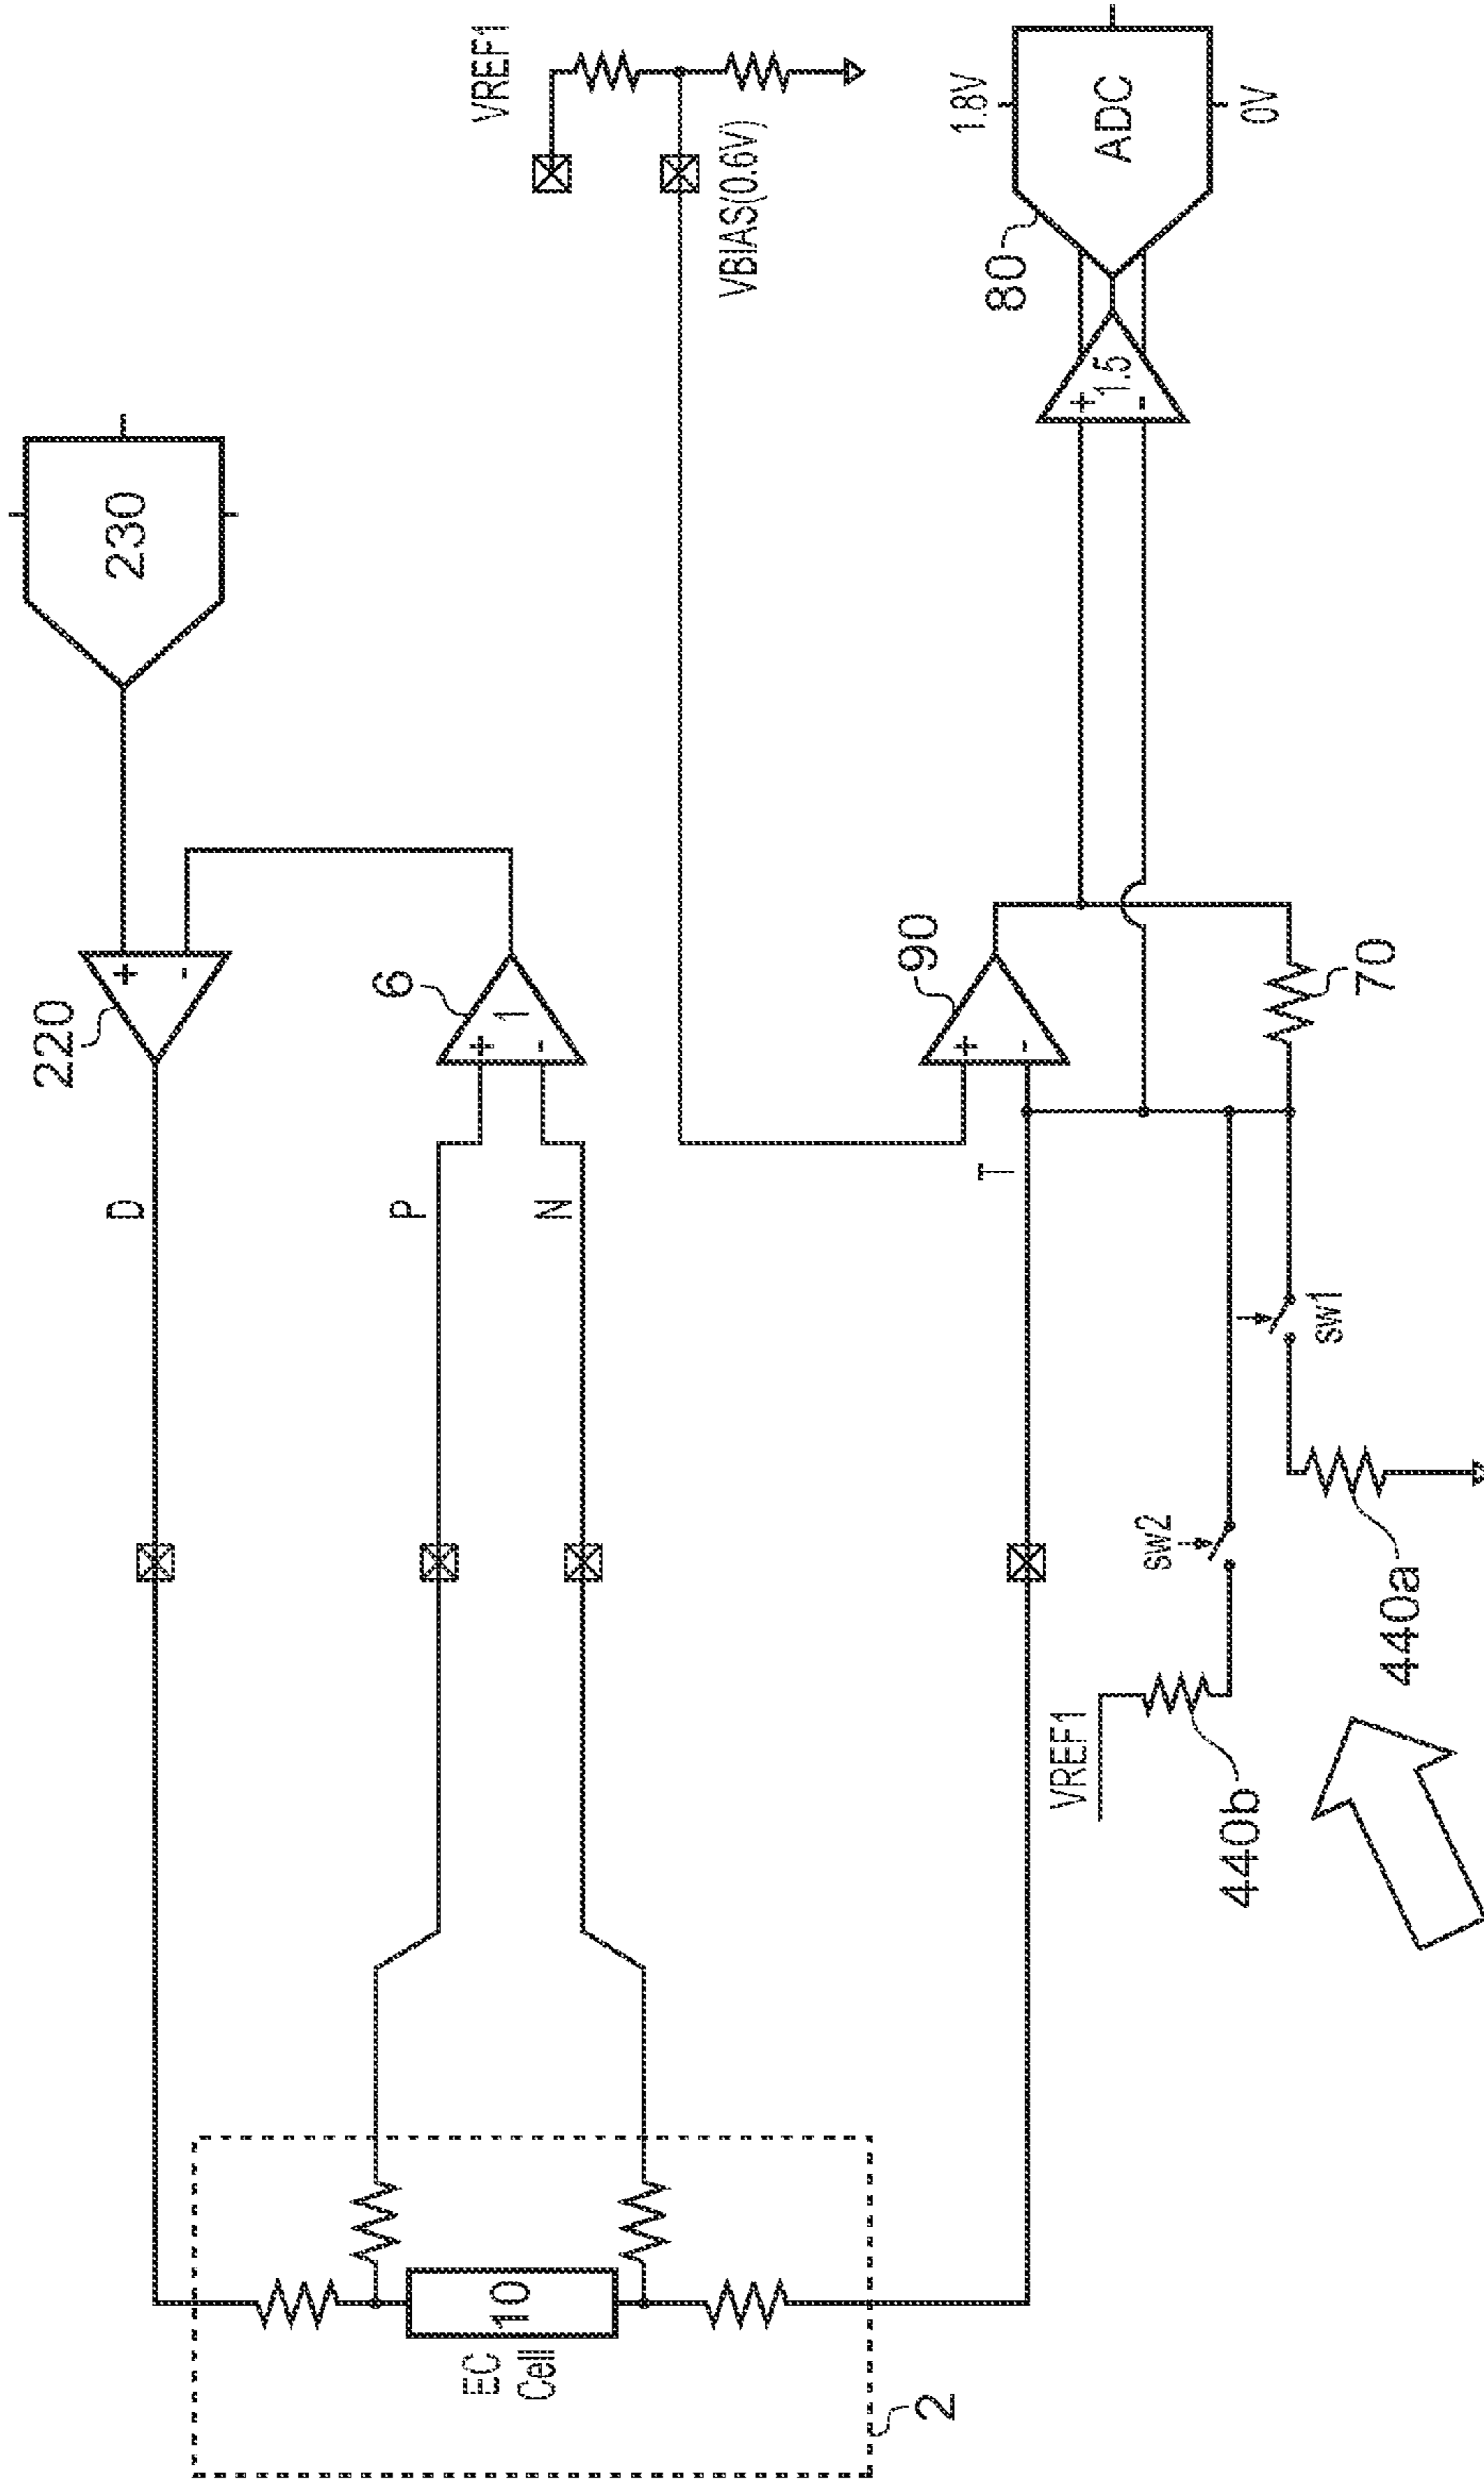 230
220
+
-
D
6
+
1
-
P
N
VREF1
VBIAS(0.6V)
90
+
-
T
70
+
1.5
-
80
1.8V
ADC
0V
sw1
sw2
440a
440b
VREF1
10
EC
Cell
2